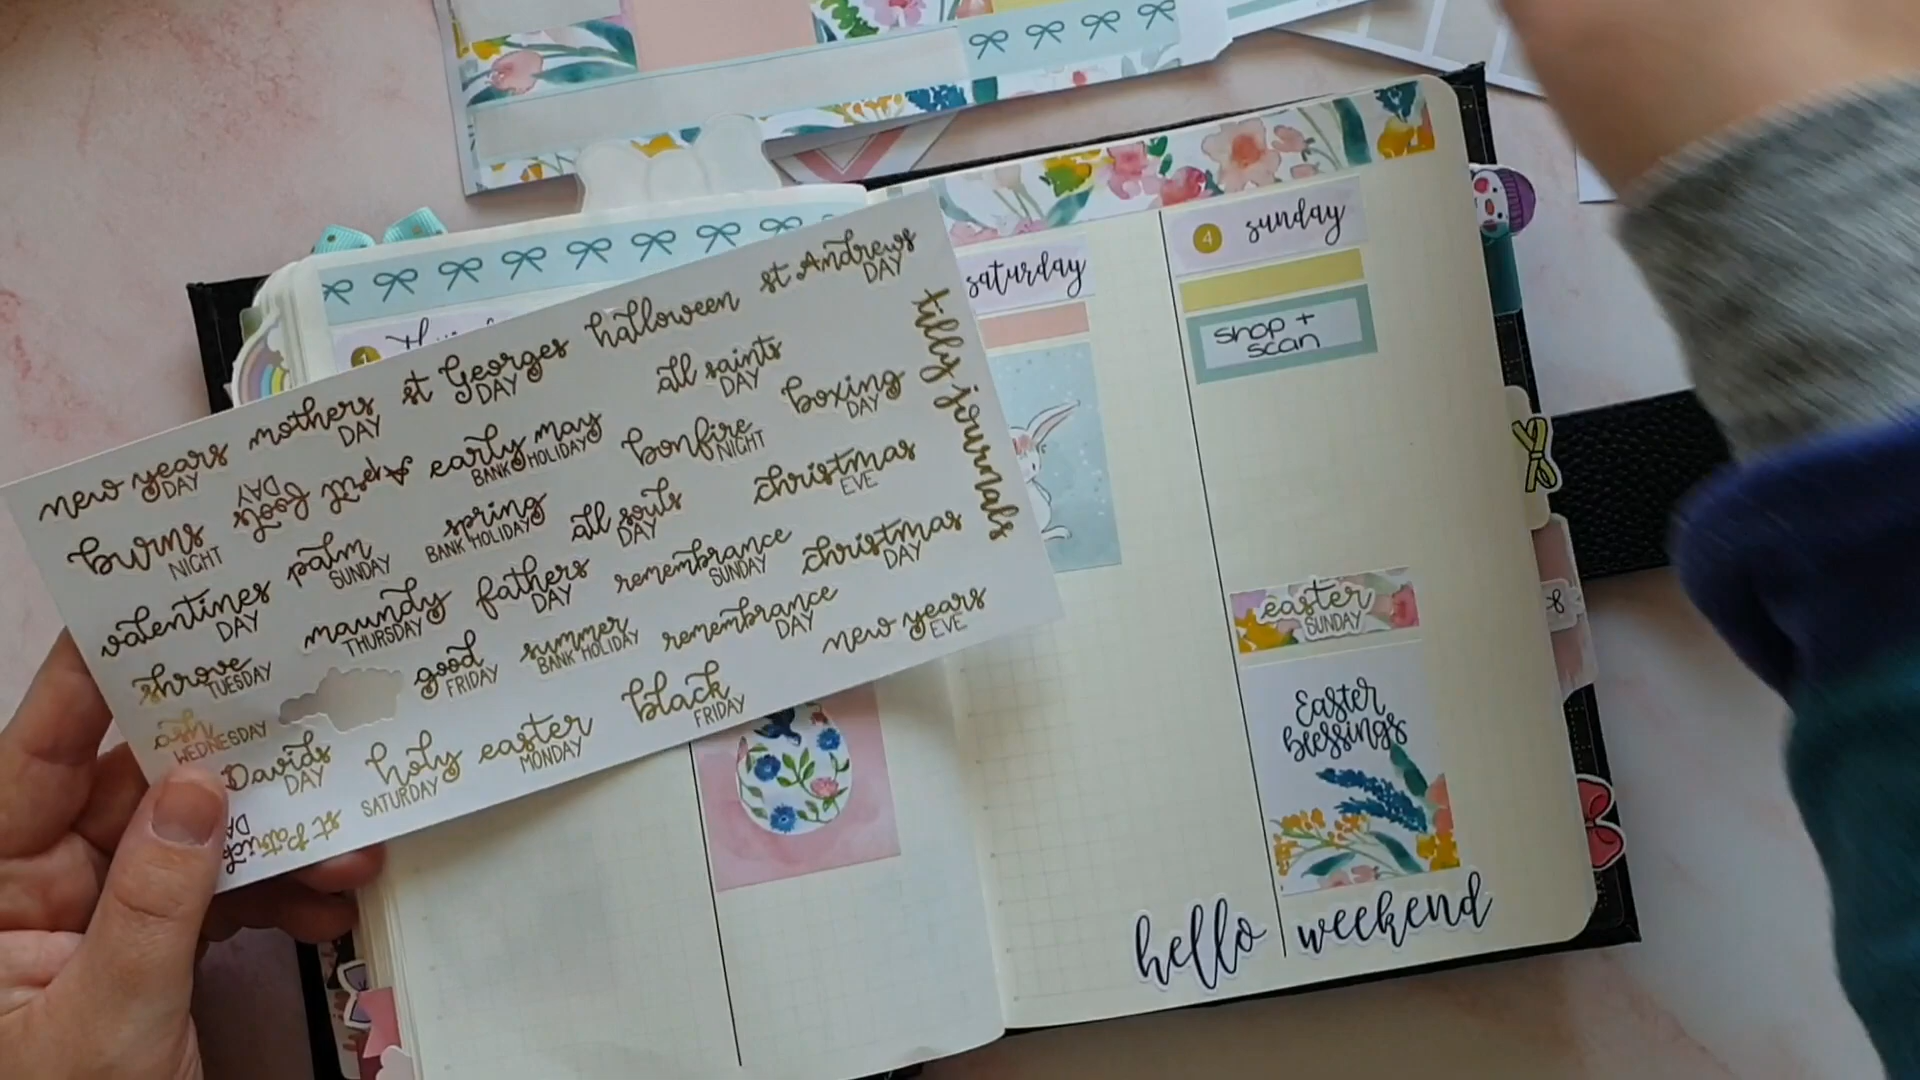 new years
DAY
mothers
DAY
st Georges
DAY
halloween
st Andrews
DAY
tilly journals
burns
NIGHT
April fools
DAY
early may
BANK HOLIDAY
all saints
DAY
bonfire
NIGHT
boxing
DAY
valentines
DAY
palm
SUNDAY
spring
BANK HOLIDAY
all souls
DAY
christmas
EVE
shrove
TUESDAY
maundy
THURSDAY
fathers
DAY
remembrance
SUNDAY
christmas
DAY
ash
WEDNESDAY
good
FRIDAY
summer
BANK HOLIDAY
remembrance
DAY
new years
EVE
Davids
DAY
holy
SATURDAY
easter
MONDAY
black
FRIDAY
st Patrick
DAY
1
saturday
4 sunday
shop +
scan
easter
SUNDAY
Easter
blessings
hello weekend